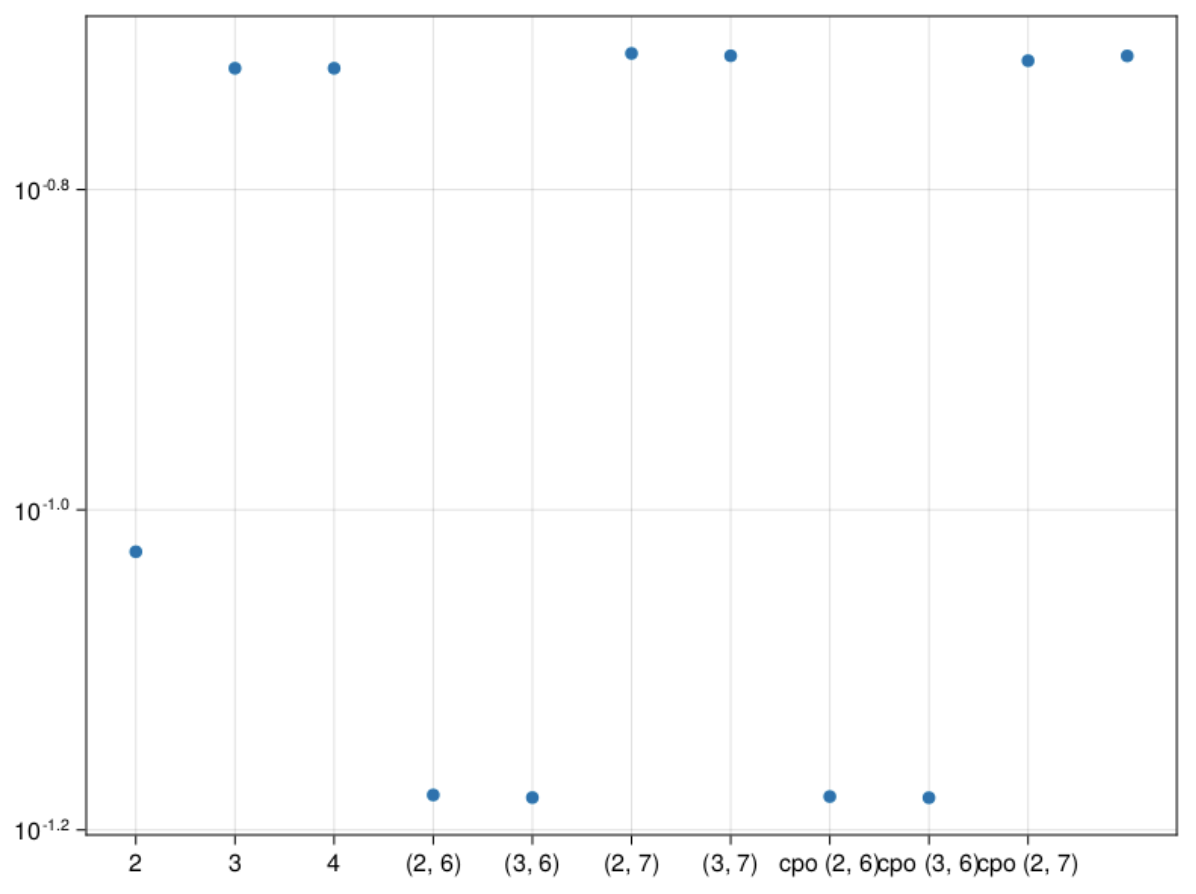 10-0.8
10-1.0
10-1.2
2 3 4 (2, 6) (3, 6) (2, 7) (3, 7) cpo (2, 6) cpo (3, 6) cpo (2, 7)